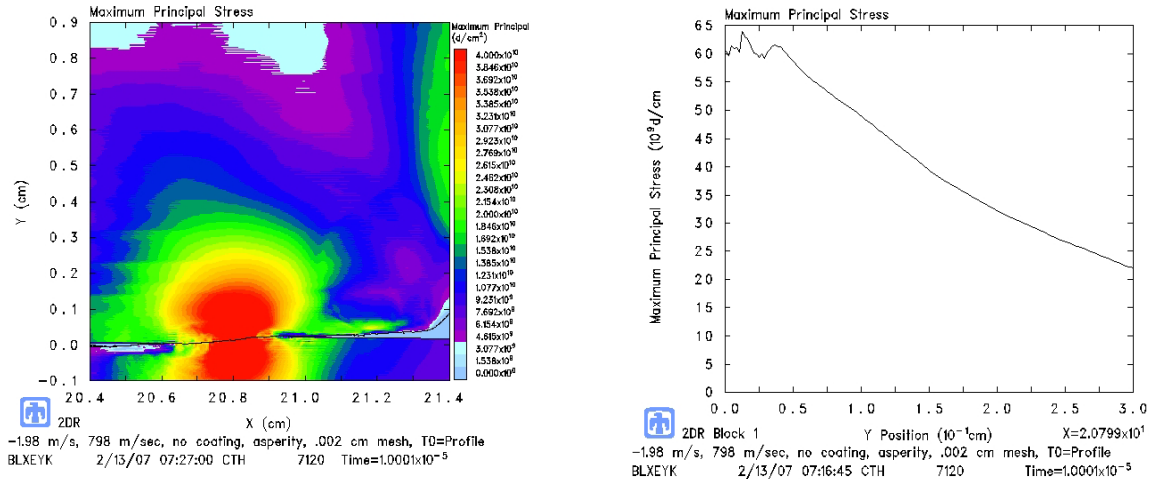 Maximum Principal Stress
Maximum Principal
(d/cm²)
4.000x10¹⁰
3.846x10¹⁰
3.692x10¹⁰
3.538x10¹⁰
3.385x10¹⁰
3.231x10¹⁰
3.077x10¹⁰
2.923x10¹⁰
2.769x10¹⁰
2.615x10¹⁰
2.462x10¹⁰
2.308x10¹⁰
2.154x10¹⁰
2.000x10¹⁰
1.846x10¹⁰
1.692x10¹⁰
1.538x10¹⁰
1.385x10¹⁰
1.231x10¹⁰
1.077x10¹⁰
9.231x10⁹
7.692x10⁹
6.154x10⁹
4.615x10⁹
3.077x10⁹
1.538x10⁹
0.000x10⁰
0.9
0.8
0.7
0.6
0.5
0.4
0.3
0.2
0.1
0.0
-0.1
Y (cm)
20.4 20.6 20.8 21.0 21.2 21.4
X (cm)
2DR
-1.98 m/s, 798 m/sec, no coating, asperity, .002 cm mesh, T0=Profile
BLXEYK 2/13/07 07:27:00 CTH 7120 Time=1.0001x10⁻⁵
Maximum Principal Stress
65
60
55
50
45
40
35
30
25
20
15
10
5
0
Maximum Principal Stress (10⁹d/cm)
0.0 0.5 1.0 1.5 2.0 2.5 3.0
2DR Block 1 Y Position (10⁻¹cm) X=2.0799x10¹
-1.98 m/s, 798 m/sec, no coating, asperity, .002 cm mesh, T0=Profile
BLXEYK 2/13/07 07:16:45 CTH 7120 Time=1.0001x10⁻⁵